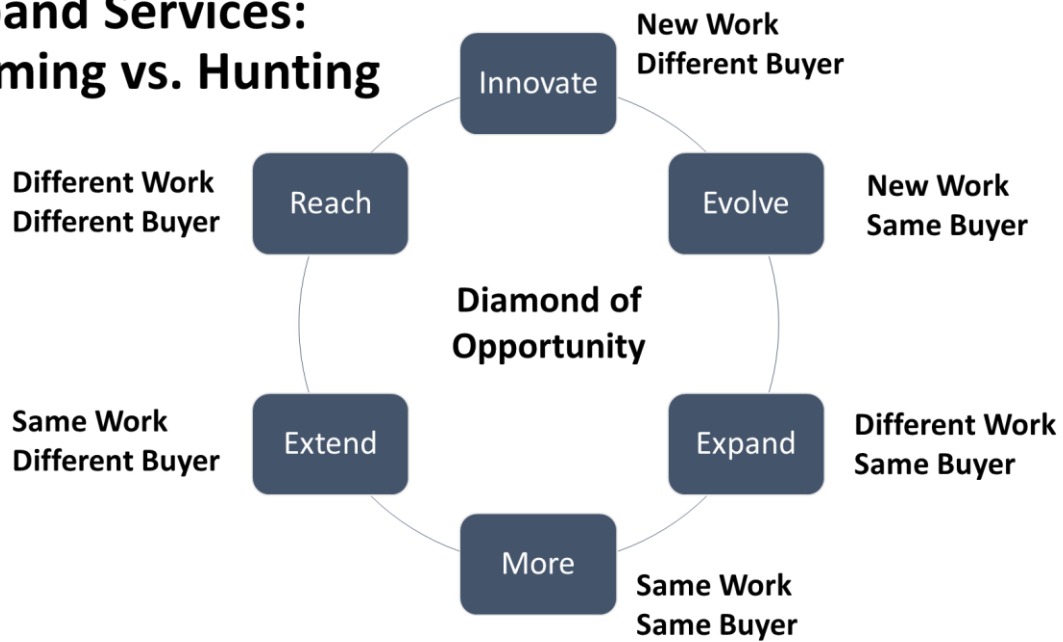 pand Services:
ming vs. Hunting
Innovate
New Work
Different Buyer
Reach
Different Work
Different Buyer
Evolve
New Work
Same Buyer
Diamond of
Opportunity
Extend
Same Work
Different Buyer
Expand
Different Work
Same Buyer
More
Same Work
Same Buyer